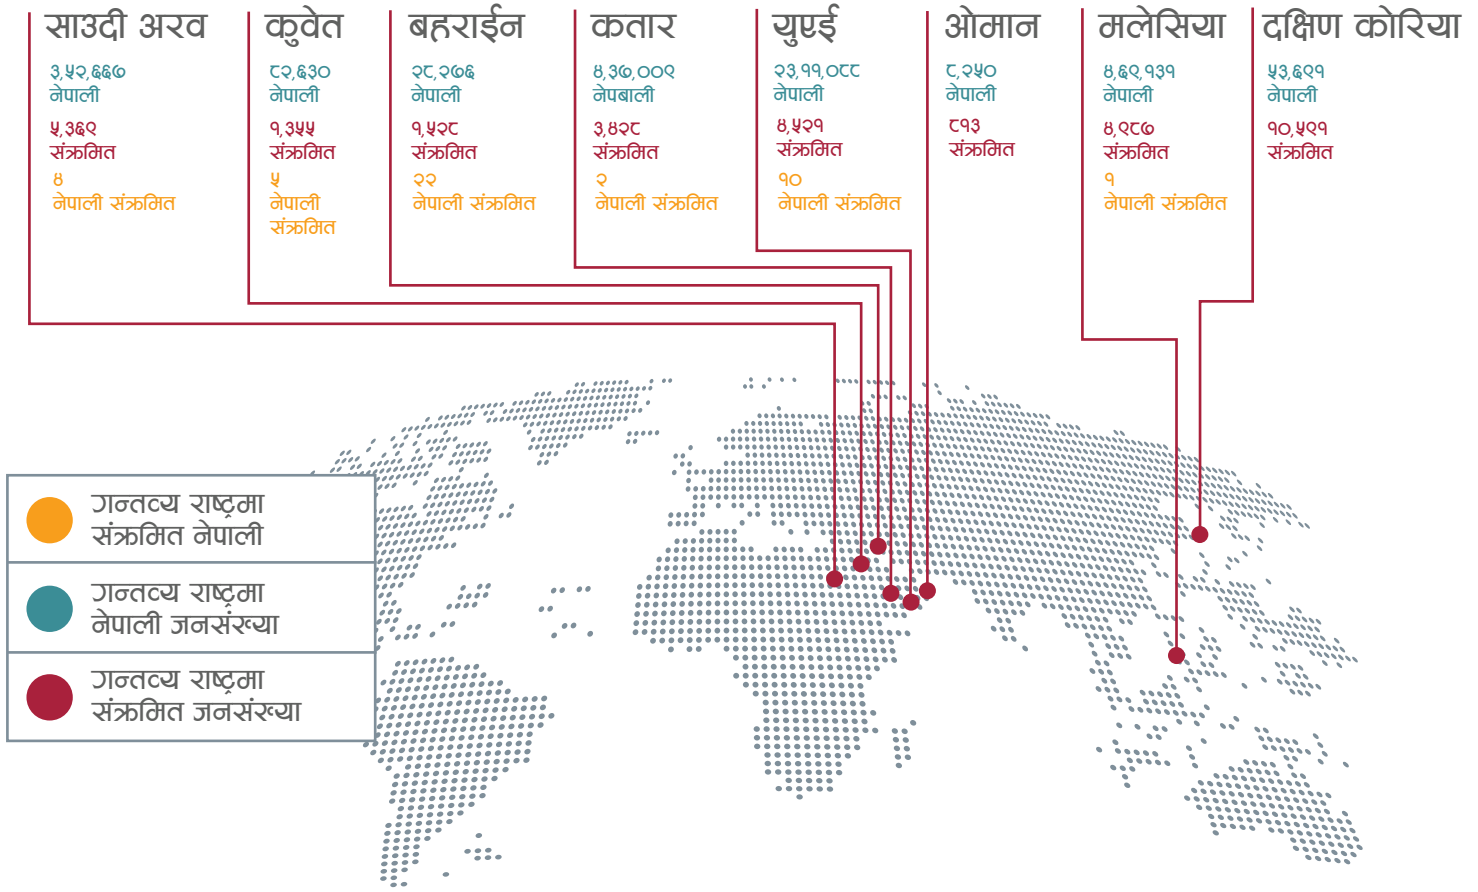 साउदी अरव
३,५२,६६७
नेपाली
५,३६९
संक्रमित
४
नेपाली संक्रमित
कुवेत
८२,६३०
नेपाली
१,३५५
संक्रमित
५
नेपाली
संक्रमित
बहराईन
२८,२७६
नेपाली
१,५२८
संक्रमित
२२
नेपाली संक्रमित
कतार
४,३७,००९
नेपबाली
३,४२८
संक्रमित
२
नेपाली संक्रमित
युएई
२३,११,०८८
नेपाली
४,५२१
संक्रमित
१०
नेपाली संक्रमित
ओमान
८,२५०
नेपाली
८१३
संक्रमित
मलेसिया
४,६९,१३१
नेपाली
४,९८७
संक्रमित
१
नेपाली संक्रमित
दक्षिण कोरिया
५३,६९१
नेपाली
१०,५९१
संक्रमित
गन्तव्य राष्ट्रमा
संक्रमित नेपाली
गन्तव्य राष्ट्रमा
नेपाली जनसंख्या
गन्तव्य राष्ट्रमा
संक्रमित जनसंख्या